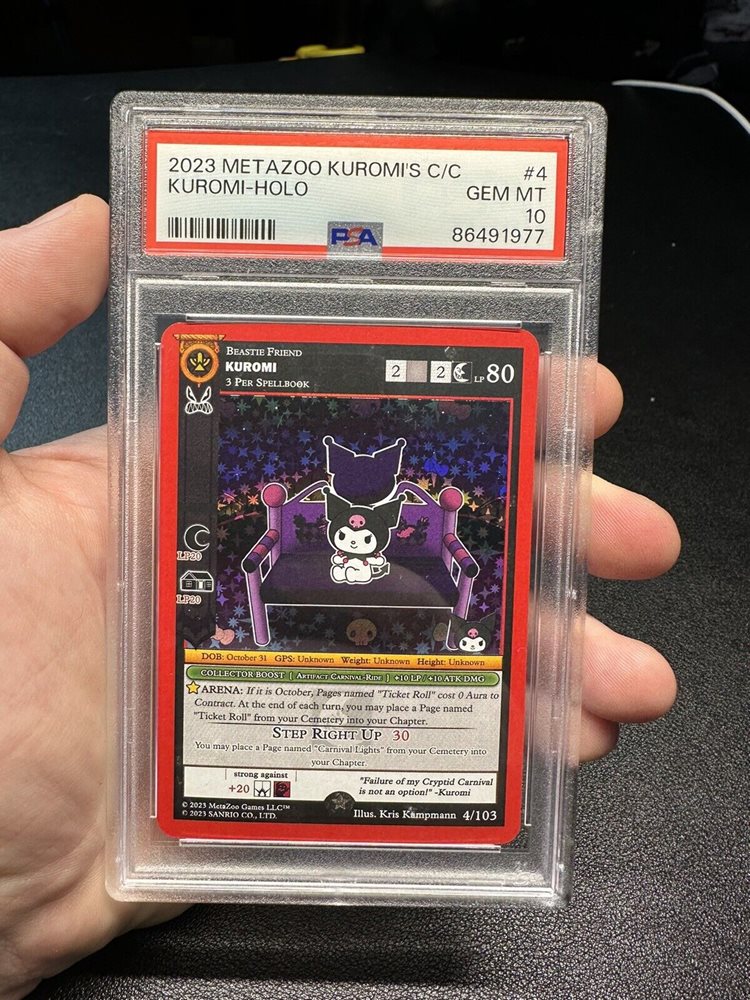 2023 METAZOO KUROMI'S C/C #4
KUROMI-HOLO GEM MT
10
PSA 86491977
BEASTIE FRIEND
KUROMI
3 PER SPELLBOOK
2 2 LP 80
LP20
LP20
DOB: October 31 GPS: Unknown Weight: Unknown Height: Unknown
COLLECTOR BOOST [ ARTIFACT CARNIVAL-RIDE ] +10 LP / +10 ATK DMG
ARENA: If it is October, Pages named "Ticket Roll" cost 0 Aura to
Contract. At the end of each turn, you may place a Page named
"Ticket Roll" from your Cemetery into your Chapter.
STEP RIGHT UP 30
You may place a Page named "Carnival Lights" from your Cemetery into
your Chapter.
strong against
+20
"Failure of my Cryptid Carnival
is not an option!" -Kuromi
© 2023 MetaZoo Games LLC™
© 2023 SANRIO CO., LTD.
Illus. Kris Kampmann 4/103